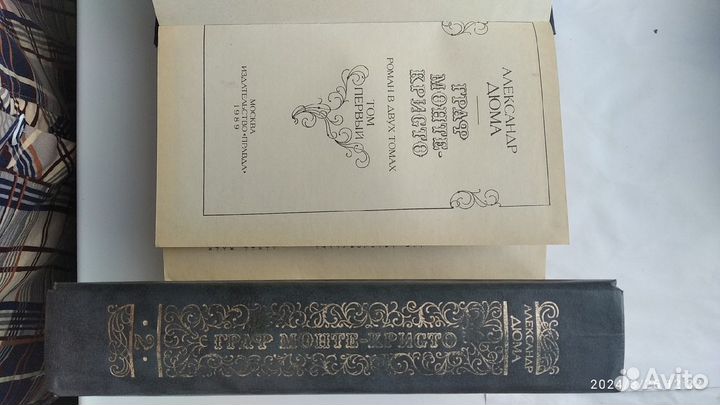 АЛЕКСАНДР
ДЮМА
ГРАФ
МОНТЕ-
КРИСТО
РОМАН В ДВУХ ТОМАХ
ТОМ
ПЕРВЫЙ
МОСКВА
ИЗДАТЕЛЬСТВО «ПРАВДА»
1989
АЛЕКСАНДР
ДЮМА
ГРАФ МОНТЕ-КРИСТО
·2·
Avito